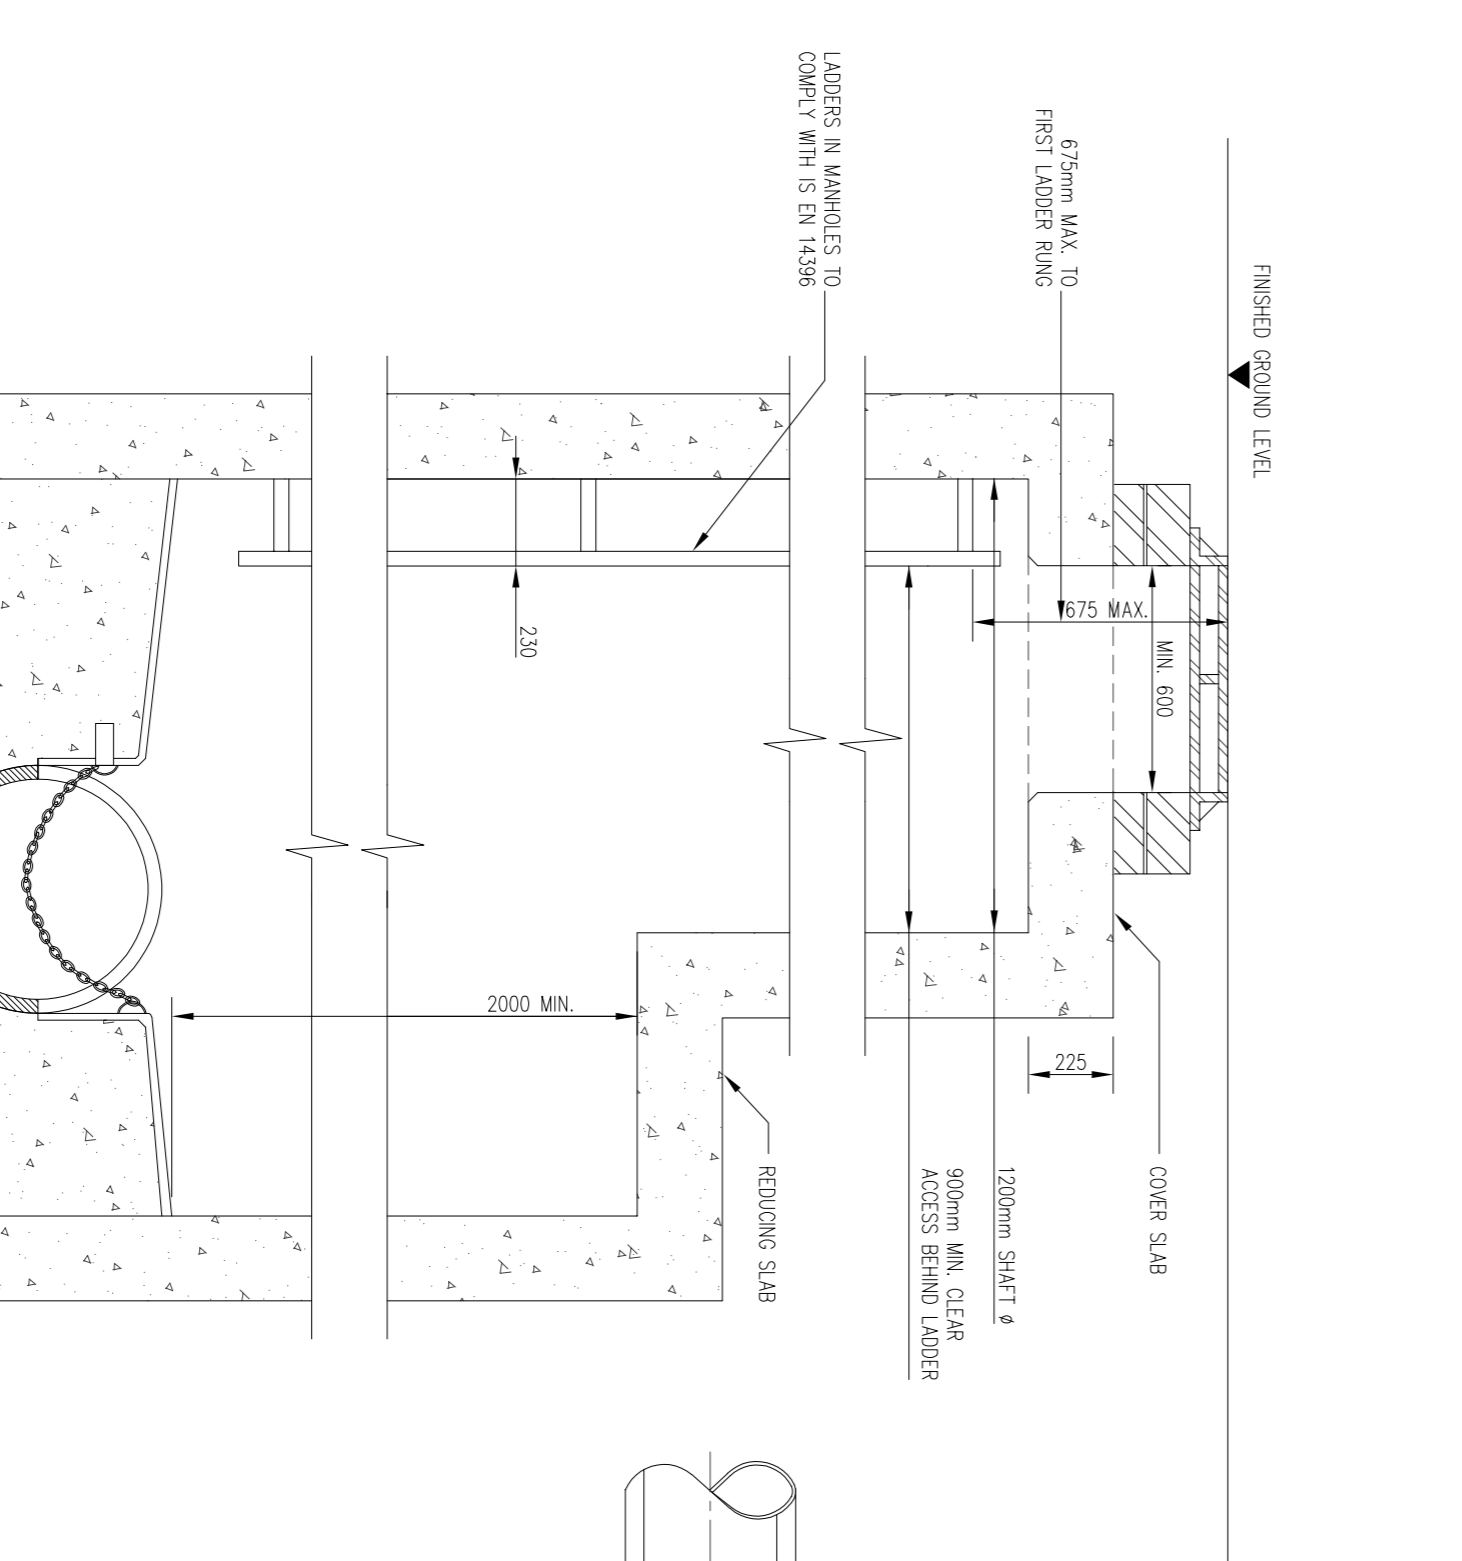 FINISHED GROUND LEVEL
675mm MAX. TO
FIRST LADDER RUNG
LADDERS IN MANHOLES TO
COMPLY WITH IS EN 14396
675 MAX.
MIN. 600
230
225
2000 MIN.
COVER SLAB
1200mm SHAFT Ø
900mm MIN. CLEAR
ACCESS BEHIND LADDER
REDUCING SLAB